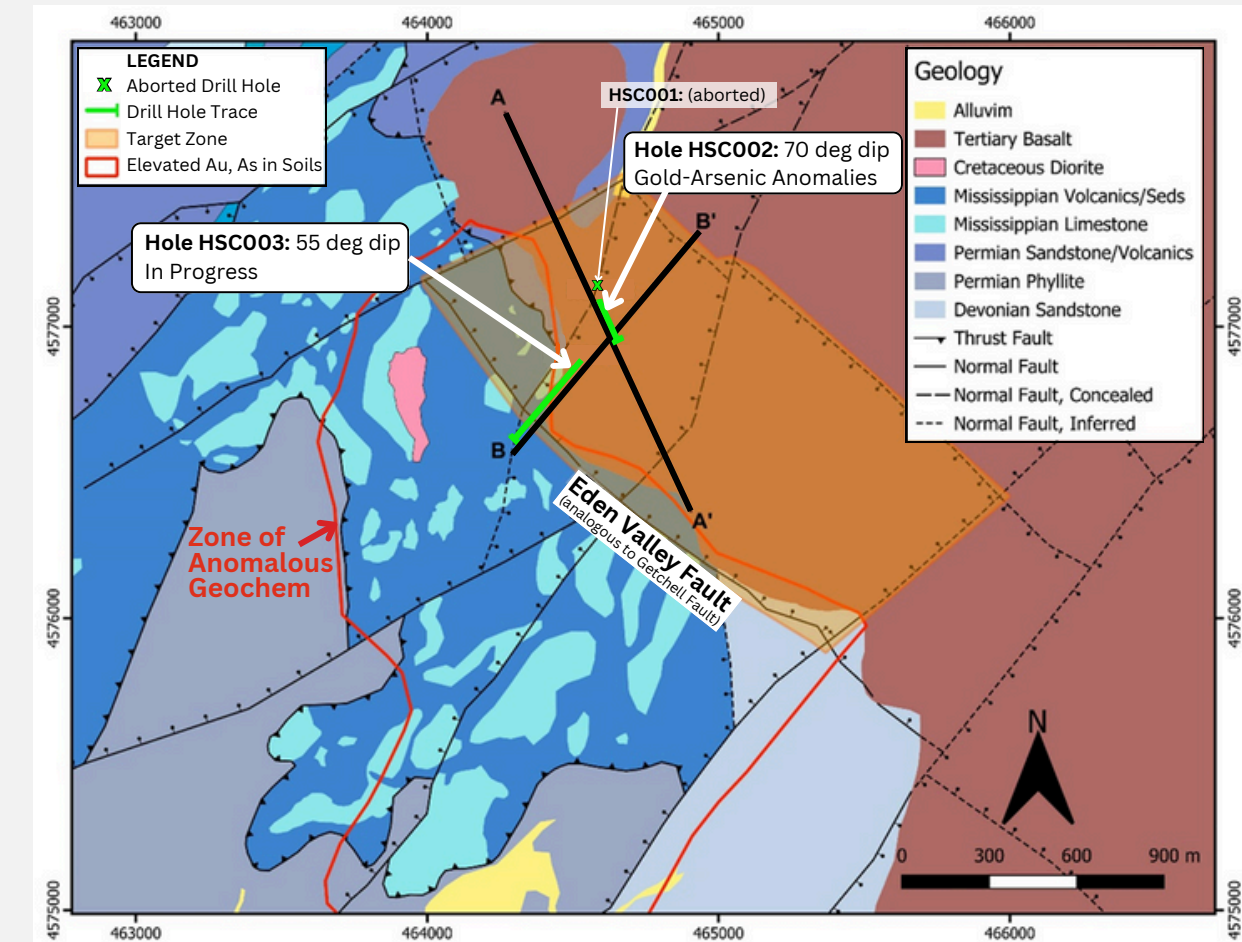 463000
464000
465000
466000
LEGEND
Aborted Drill Hole
Drill Hole Trace
Target Zone
Elevated Au, As in Soils
A
HSC001: (aborted)
Hole HSC002: 70 deg dip
Gold-Arsenic Anomalies
Geology
Alluvim
Tertiary Basalt
Cretaceous Diorite
Mississippian Volcanics/Seds
Mississippian Limestone
Permian Sandstone/Volcanics
Permian Phyllite
Devonian Sandstone
Thrust Fault
Normal Fault
Normal Fault, Concealed
Normal Fault, Inferred
B'
Hole HSC003: 55 deg dip
In Progress
4577000
4577000
B
A'
Eden Valley Fault
(analogous to Getchell Fault)
Zone of
Anomalous
Geochem
4576000
4576000
N
0 300 600 900 m
4575000
4575000
463000
464000
465000
466000